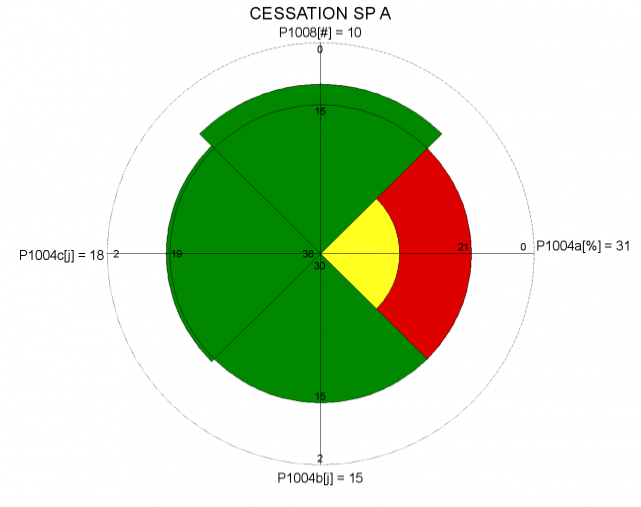 CESSATION SP A
P1008[#] = 10
0
15
P1004c[j] = 18
2
19
38
30
21
0
P1004a[%] = 31
15
2
P1004b[j] = 15